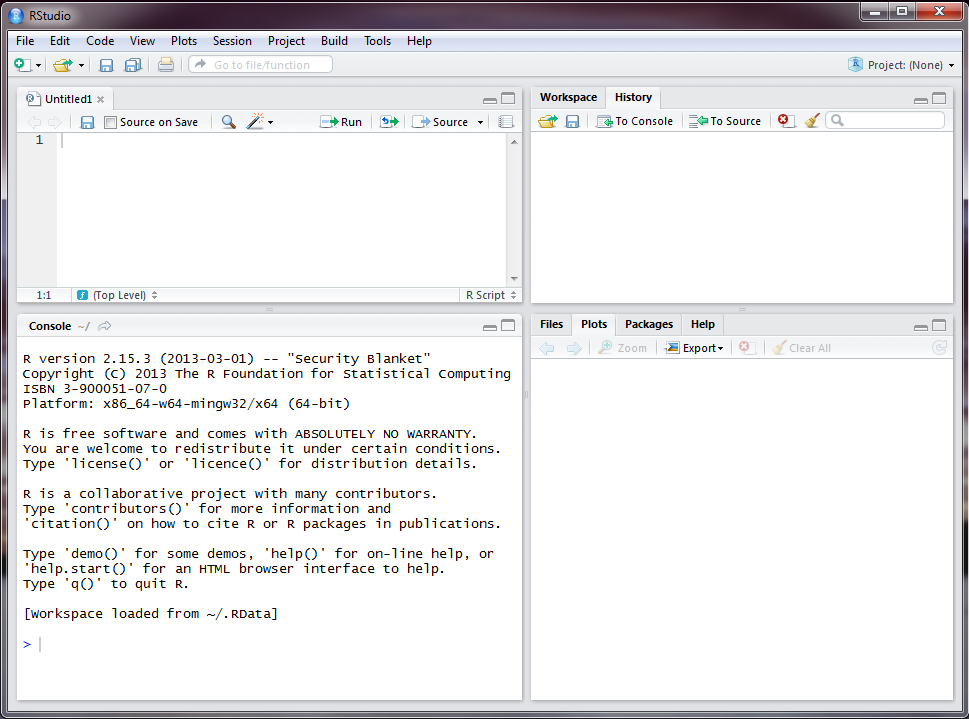 RStudio
File Edit Code View Plots Session Project Build Tools Help
Go to file/function
Project: (None)
Untitled1
Source on Save
Run
Source
1
1:1
(Top Level)
R Script
Workspace History
To Console
To Source
Console ~/
R version 2.15.3 (2013-03-01) -- "Security Blanket"
Copyright (C) 2013 The R Foundation for Statistical Computing
ISBN 3-900051-07-0
Platform: x86_64-w64-mingw32/x64 (64-bit)
R is free software and comes with ABSOLUTELY NO WARRANTY.
You are welcome to redistribute it under certain conditions.
Type 'license()' or 'licence()' for distribution details.
R is a collaborative project with many contributors.
Type 'contributors()' for more information and
'citation()' on how to cite R or R packages in publications.
Type 'demo()' for some demos, 'help()' for on-line help, or
'help.start()' for an HTML browser interface to help.
Type 'q()' to quit R.
[Workspace loaded from ~/.RData]
>
Files Plots Packages Help
Zoom
Export
Clear All